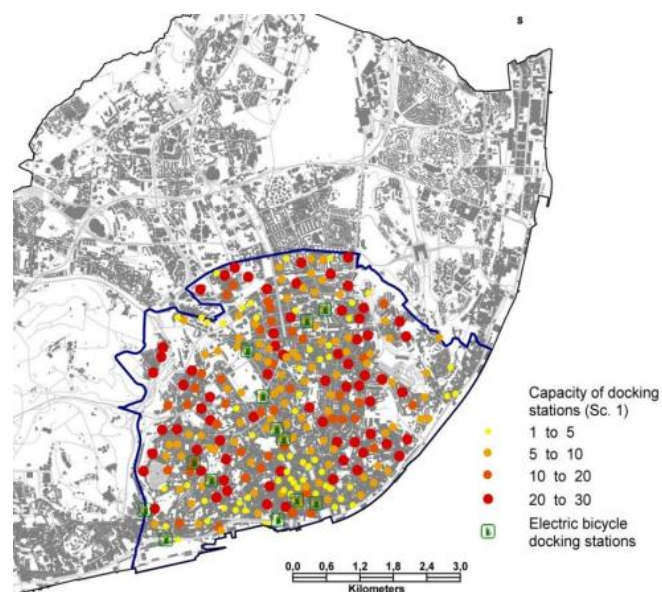 s
Capacity of docking
stations (Sc. 1)
1 to 5
5 to 10
10 to 20
20 to 30
Electric bicycle
docking stations
0,0 0,6 1,2 1,8 2,4 3,0
Kilometers